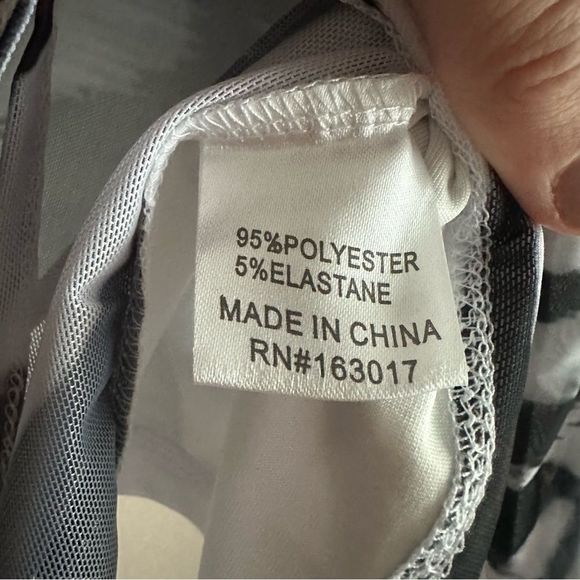 95%POLYESTER
5%ELASTANE
MADE IN CHINA
RN#163017